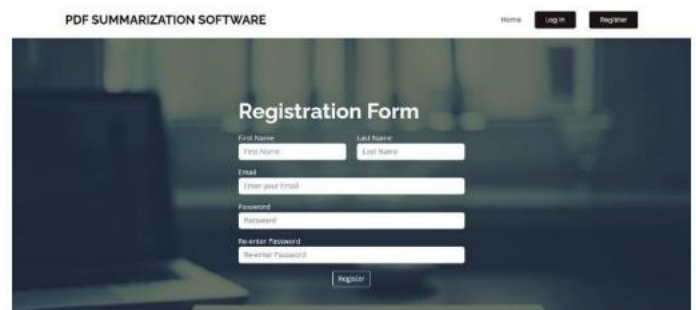 PDF SUMMARIZATION SOFTWARE
Home Log In Register
Registration Form
First Name Last Name
First Name Last Name
Email
Enter your Email
Password
Password
Re-enter Password
Re-enter Password
Register